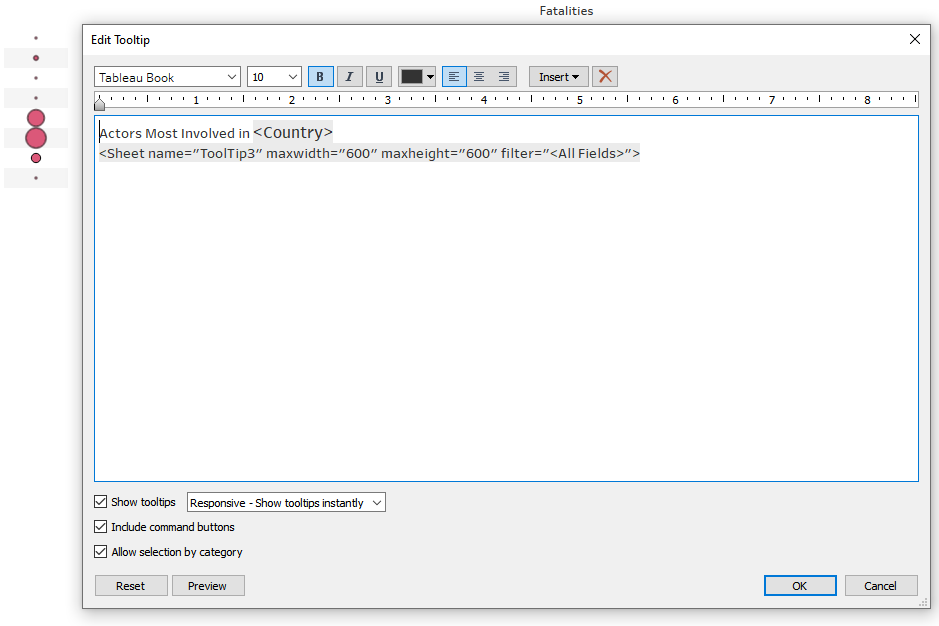 Fatalities
Edit Tooltip
Tableau Book 10 B I U Insert
1 2 3 4 5 6 7 8
Actors Most Involved in <Country>
<Sheet name="ToolTip3" maxwidth="600" maxheight="600" filter="<All Fields>">
Show tooltips Responsive - Show tooltips instantly
Include command buttons
Allow selection by category
Reset Preview OK Cancel